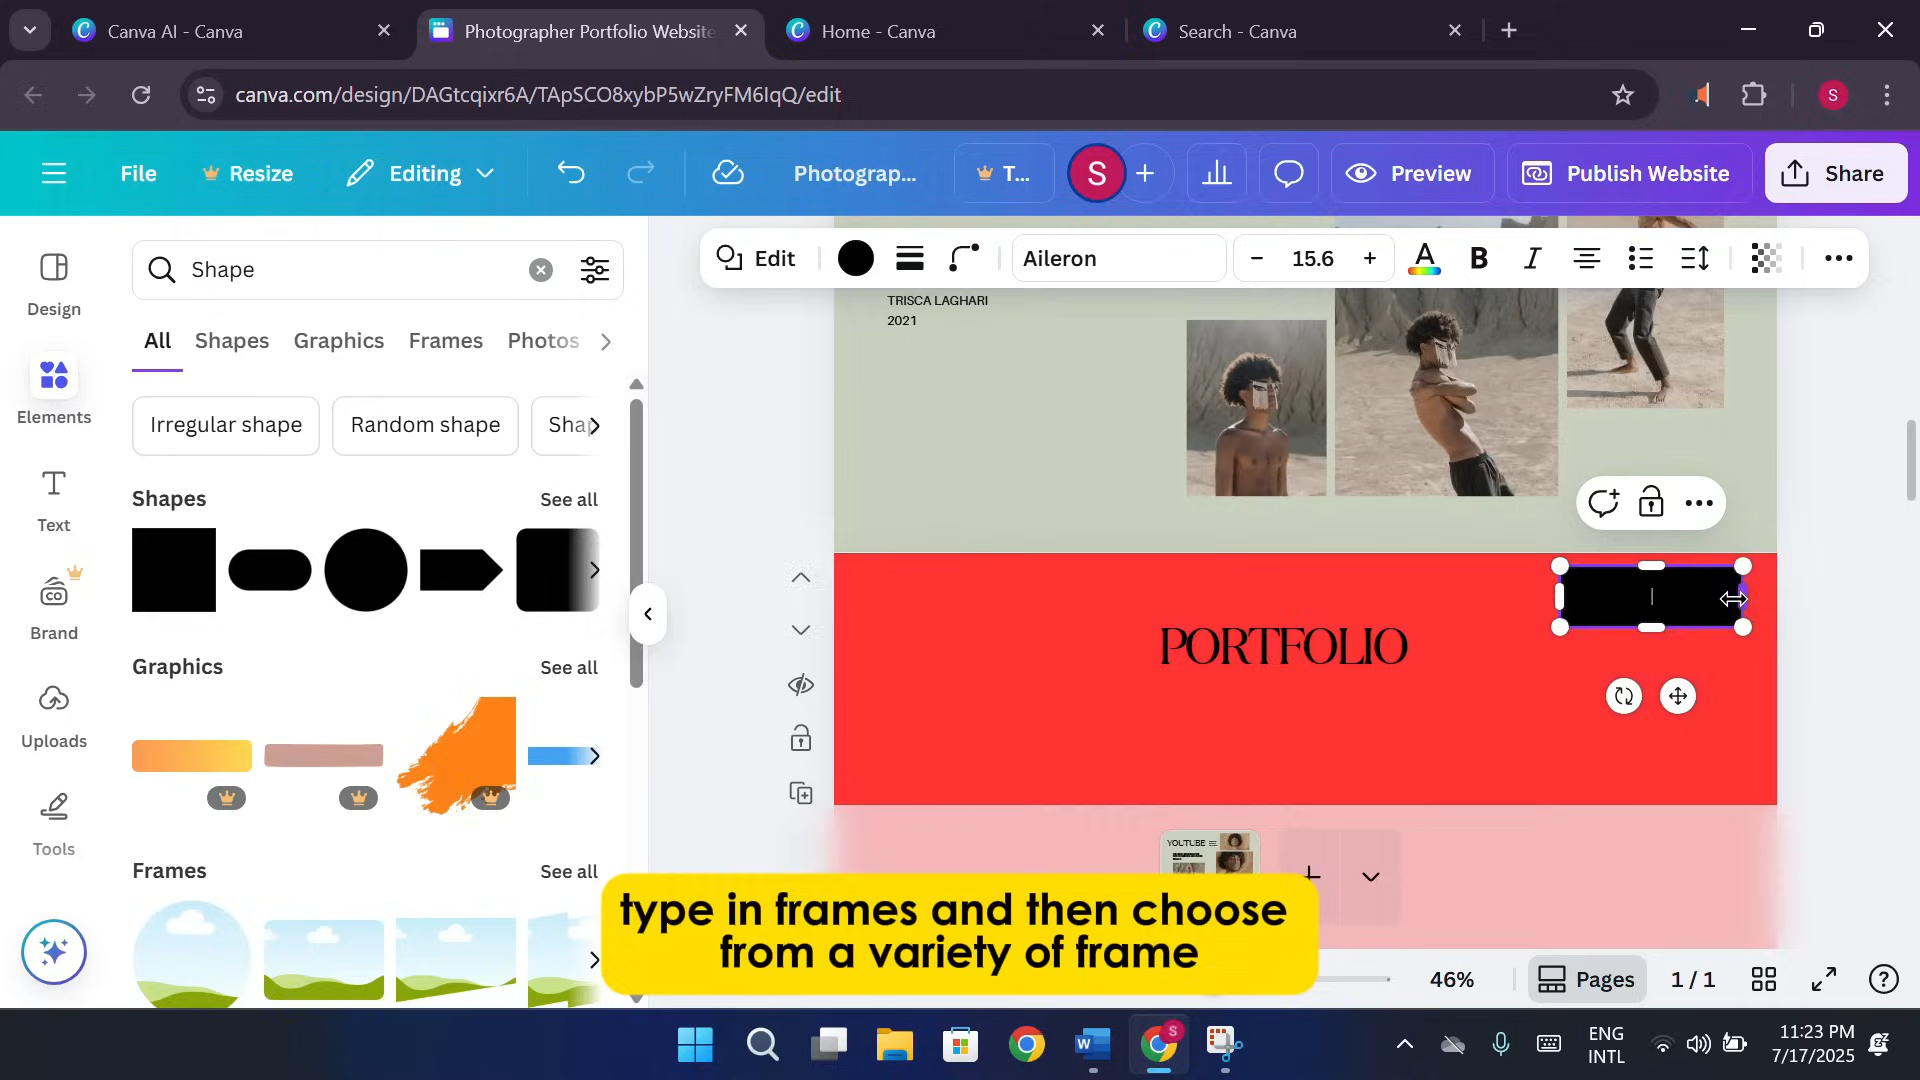 Canva AI - Canva
Photographer Portfolio Website
Home - Canva
Search - Canva
canva.com/design/DAGtcqixr6A/TApSCO8xybP5wZryFM6IqQ/edit
S
File
Resize
Editing
Photograp...
T...
S
Preview
Publish Website
Share
Design
Elements
Text
Brand
Uploads
Tools
Shape
All
Shapes
Graphics
Frames
Photos
Irregular shape
Random shape
Shapes
See all
Graphics
See all
Frames
See all
Edit
Aileron
15.6
A
B
I
TRISCA LAGHARI
2021
PORTFOLIO
YOUTUBE
type in frames and then choose
from a variety of frame
46%
Pages
1 / 1
ENG
INTL
11:23 PM
7/17/2025